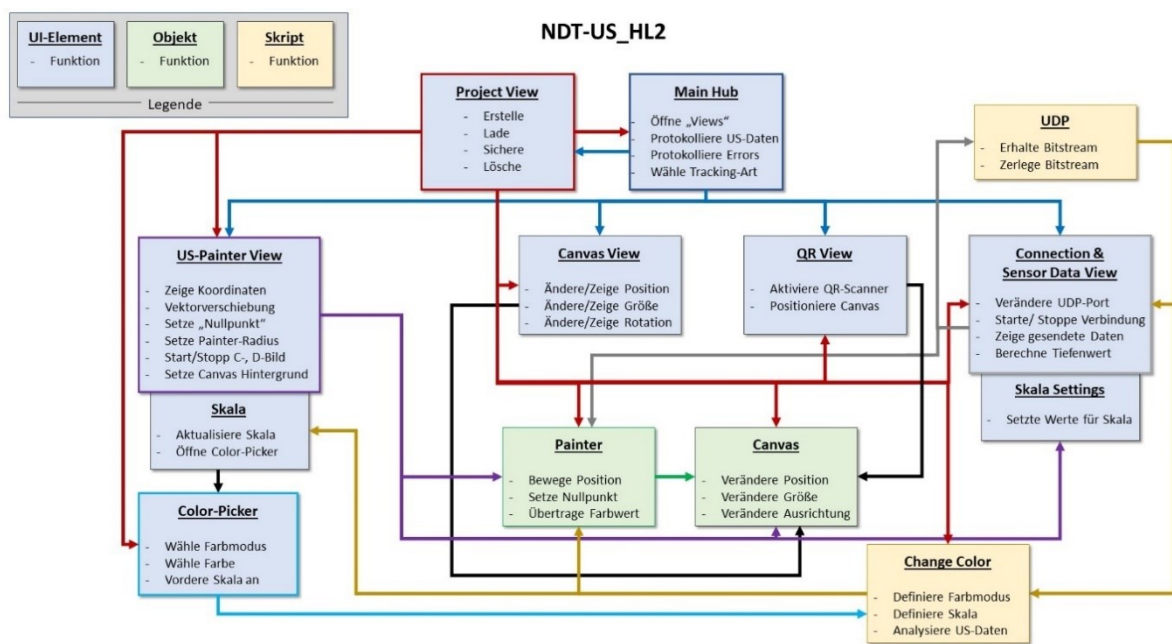 UI-Element
- Funktion
Objekt
- Funktion
Skript
- Funktion
Legende
NDT-US_HL2
Project View
- Erstelle
- Lade
- Sichere
- Lösche
Main Hub
- Öffne „Views“
- Protokolliere US-Daten
- Protokolliere Errors
- Wähle Tracking-Art
UDP
- Erhalte Bitstream
- Zerlege Bitstream
US-Painter View
- Zeige Koordinaten
- Vektorverschiebung
- Setze „Nullpunkt“
- Setze Painter-Radius
- Start/Stopp C-, D-Bild
- Setze Canvas Hintergrund
Canvas View
- Ändere/Zeige Position
- Ändere/Zeige Größe
- Ändere/Zeige Rotation
QR View
- Aktiviere QR-Scanner
- Positioniere Canvas
Connection &
Sensor Data View
- Verändere UDP-Port
- Starte/ Stoppe Verbindung
- Zeige gesendete Daten
- Berechne Tiefenwert
Skala
- Aktualisiere Skala
- Öffne Color-Picker
Skala Settings
- Setzte Werte für Skala
Painter
- Bewege Position
- Setze Nullpunkt
- Übertrage Farbwert
Canvas
- Verändere Position
- Verändere Größe
- Verändere Ausrichtung
Color-Picker
- Wähle Farbmodus
- Wähle Farbe
- Vordere Skala an
Change Color
- Definiere Farbmodus
- Definiere Skala
- Analysiere US-Daten